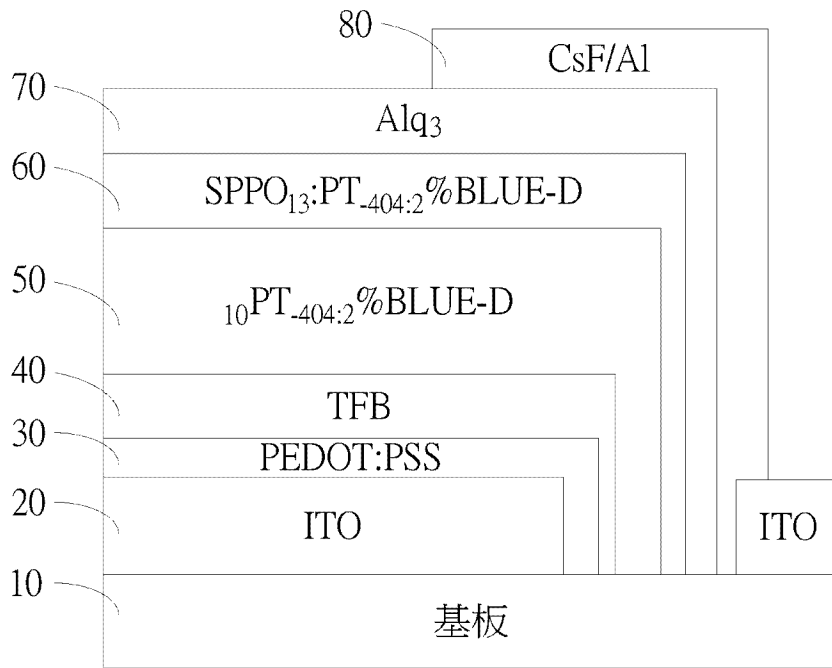 80
CsF/Al
70
Alq₃
60
SPPO₁₃:PT₋₄₀₄:₂%BLUE-D
50
₁₀PT₋₄₀₄:₂%BLUE-D
40
TFB
30
PEDOT:PSS
20
ITO
ITO
10
基板